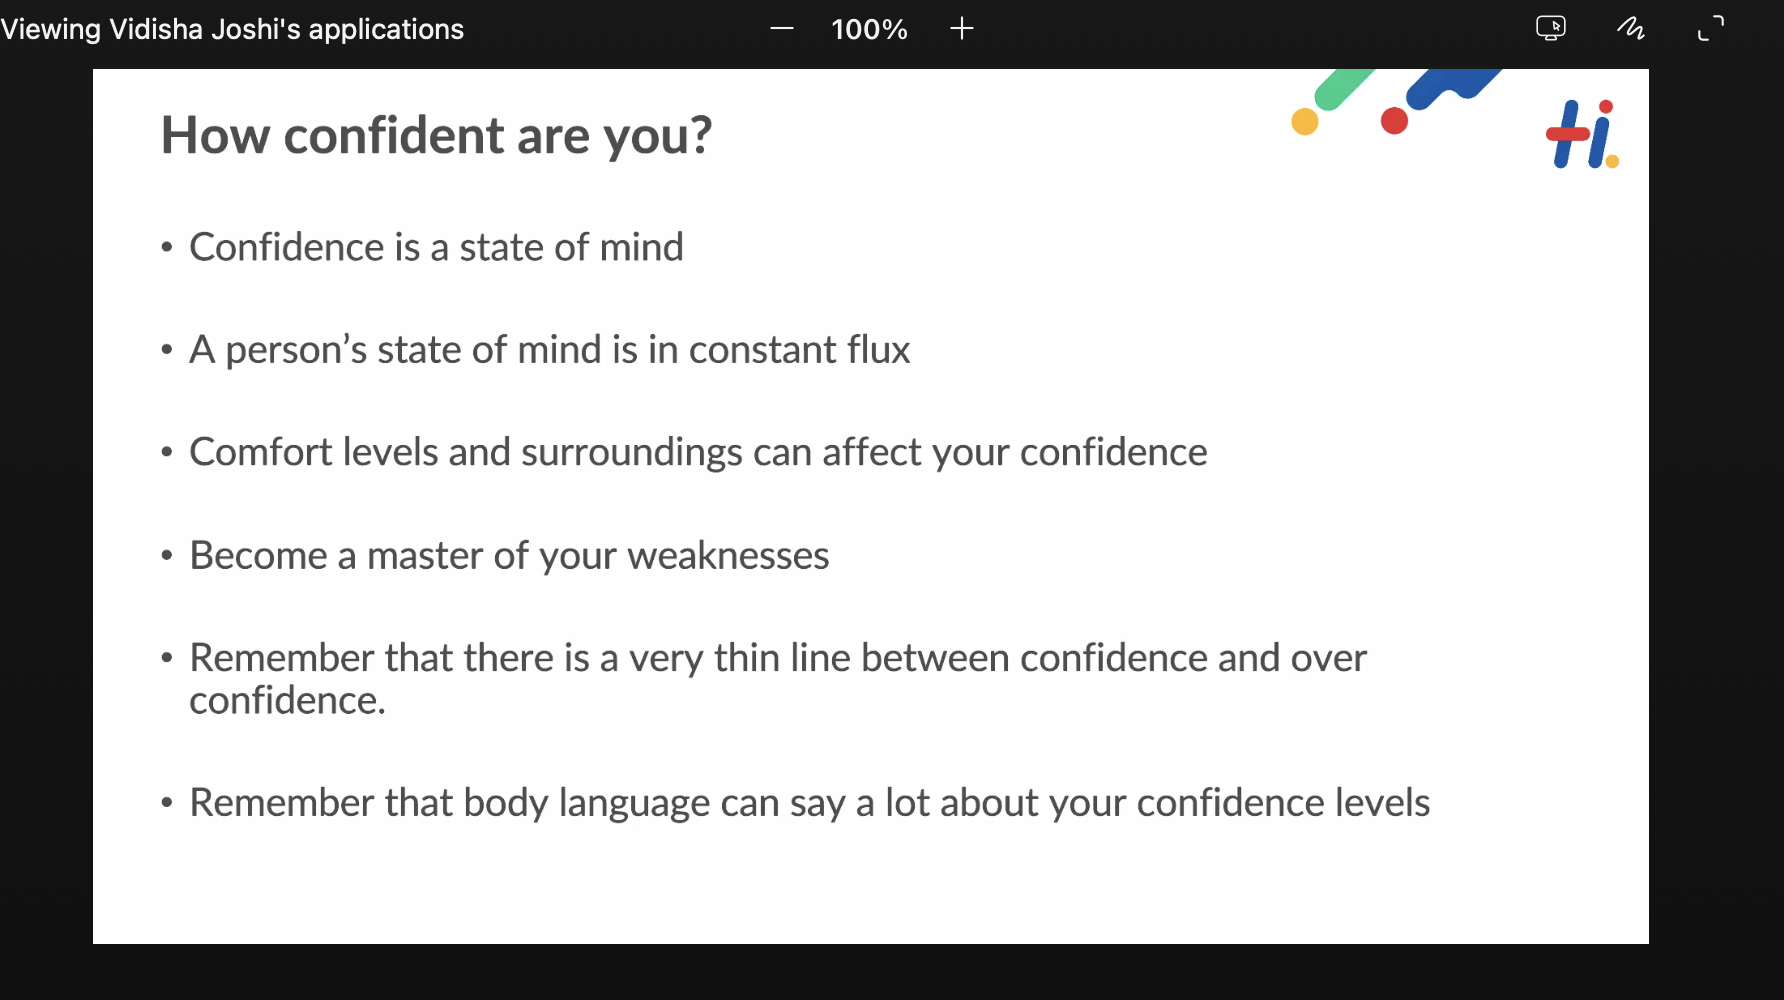 Viewing Vidisha Joshi's applications
100%
How confident are you?
Hi.
• Confidence is a state of mind
• A person’s state of mind is in constant flux
• Comfort levels and surroundings can affect your confidence
• Become a master of your weaknesses
• Remember that there is a very thin line between confidence and over
confidence.
• Remember that body language can say a lot about your confidence levels